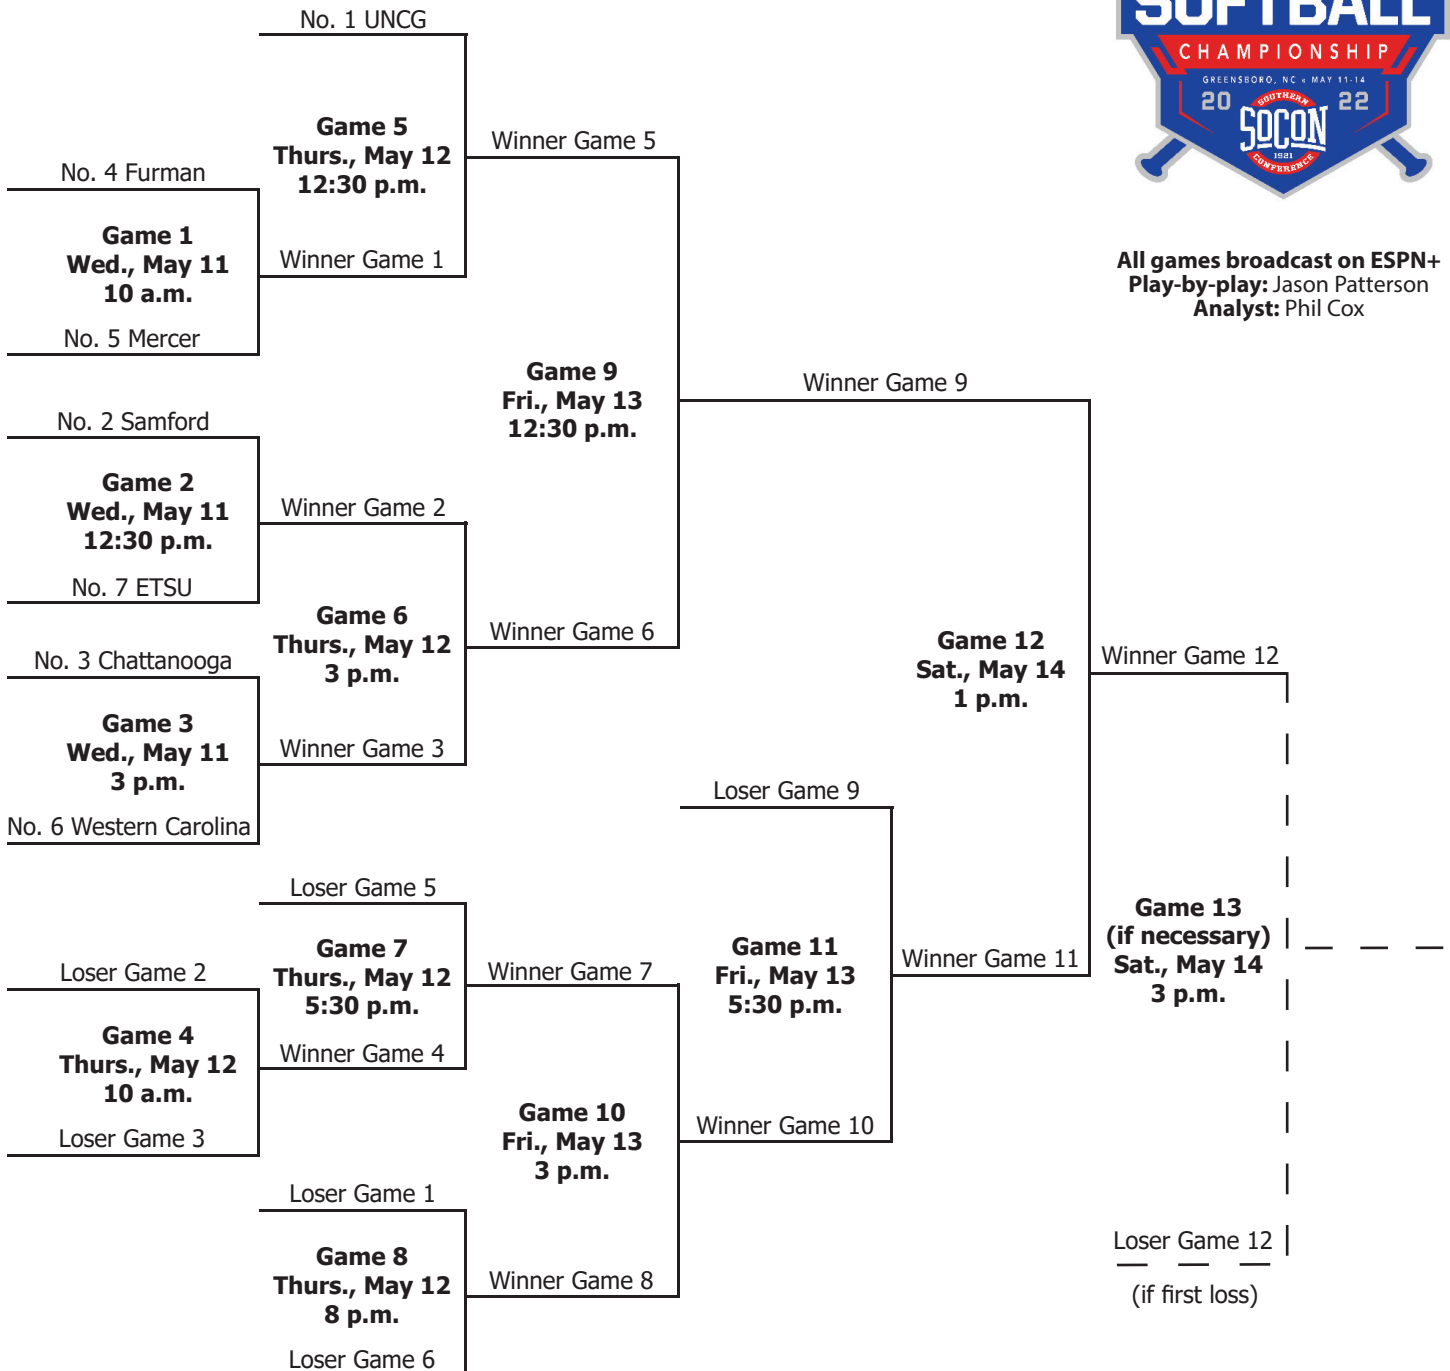 No. 1 UNCG
Game 5
Thurs., May 12
12:30 p.m.
Winner Game 5
No. 4 Furman
Game 1
Wed., May 11
10 a.m.
Winner Game 1
No. 5 Mercer
SOFTBALL
CHAMPIONSHIP
GREENSBORO, NC • MAY 11-14
20 22
SOUTHERN
SOCON
1921
CONFERENCE
All games broadcast on ESPN+
Play-by-play: Jason Patterson
Analyst: Phil Cox
Game 9
Fri., May 13
12:30 p.m.
Winner Game 9
No. 2 Samford
Game 2
Wed., May 11
12:30 p.m.
Winner Game 2
No. 7 ETSU
Game 6
Thurs., May 12
3 p.m.
Winner Game 6
No. 3 Chattanooga
Game 3
Wed., May 11
3 p.m.
Winner Game 3
No. 6 Western Carolina
Game 12
Sat., May 14
1 p.m.
Winner Game 12
Loser Game 9
Loser Game 5
Game 7
Thurs., May 12
5:30 p.m.
Winner Game 7
Loser Game 2
Game 4
Thurs., May 12
10 a.m.
Winner Game 4
Loser Game 3
Game 11
Fri., May 13
5:30 p.m.
Winner Game 11
Game 13
(if necessary)
Sat., May 14
3 p.m.
Game 10
Fri., May 13
3 p.m.
Winner Game 10
Loser Game 1
Game 8
Thurs., May 12
8 p.m.
Winner Game 8
Loser Game 6
Loser Game 12
(if first loss)